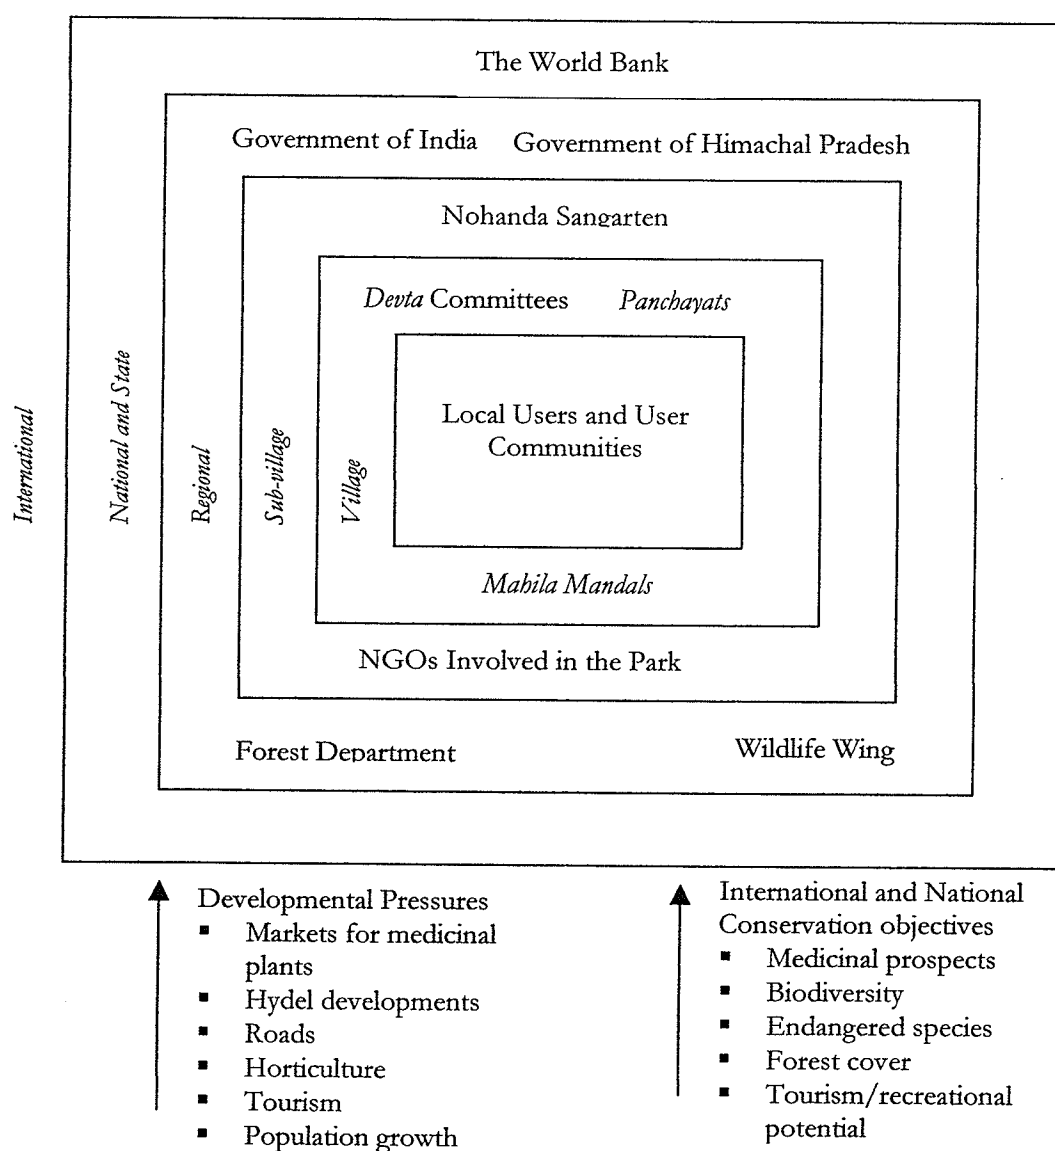 The World Bank
Government of India Government of Himachal Pradesh
Nohanda Sangarten
Devta Committees Panchayats
Local Users and User
Communities
International
National and State
Regional
Sub-village
Village
Mahila Mandals
NGOs Involved in the Park
Forest Department Wildlife Wing
Developmental Pressures
▪ Markets for medicinal
plants
▪ Hydel developments
▪ Roads
▪ Horticulture
▪ Tourism
▪ Population growth
International and National
Conservation objectives
▪ Medicinal prospects
▪ Biodiversity
▪ Endangered species
▪ Forest cover
▪ Tourism/recreational
potential